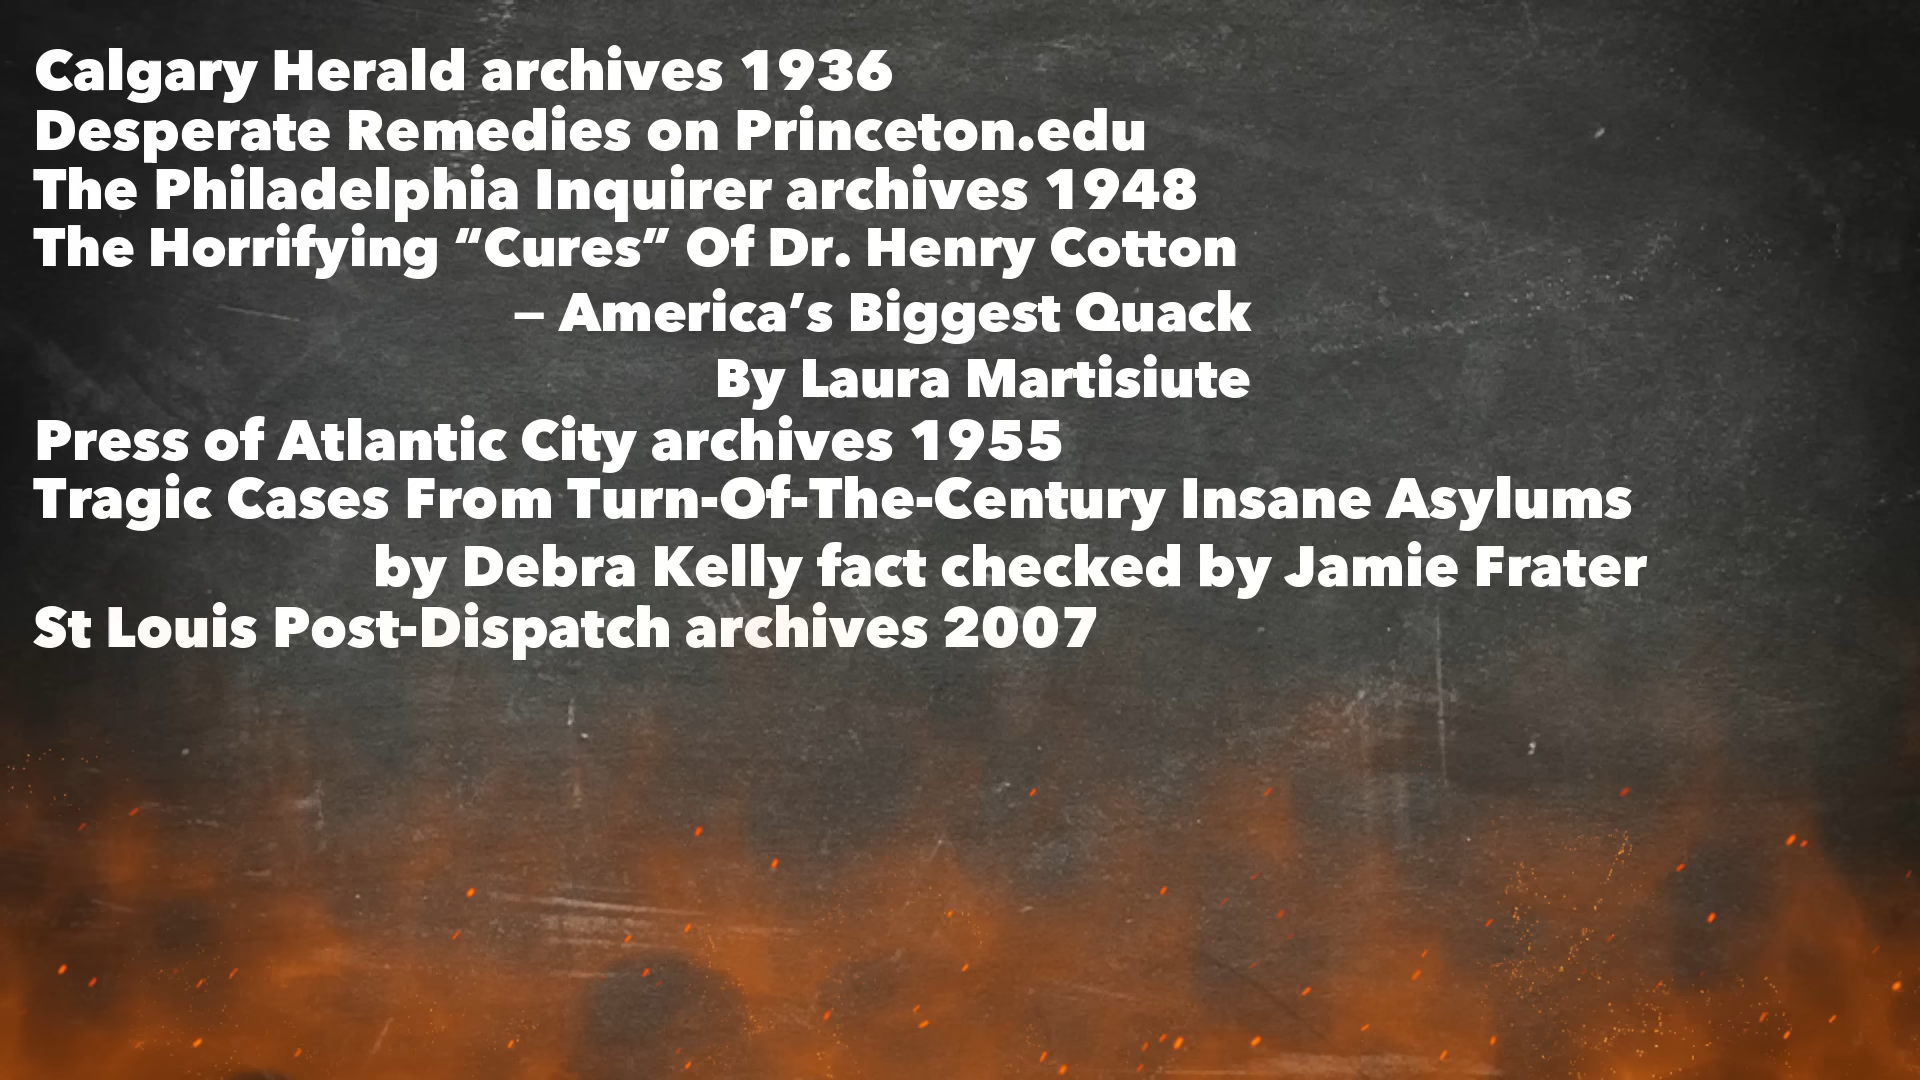 Calgary Herald archives 1936
Desperate Remedies on Princeton.edu
The Philadelphia Inquirer archives 1948
The Horrifying “Cures” Of Dr. Henry Cotton
– America’s Biggest Quack
By Laura Martisiute
Press of Atlantic City archives 1955
Tragic Cases From Turn-Of-The-Century Insane Asylums
by Debra Kelly fact checked by Jamie Frater
St Louis Post-Dispatch archives 2007